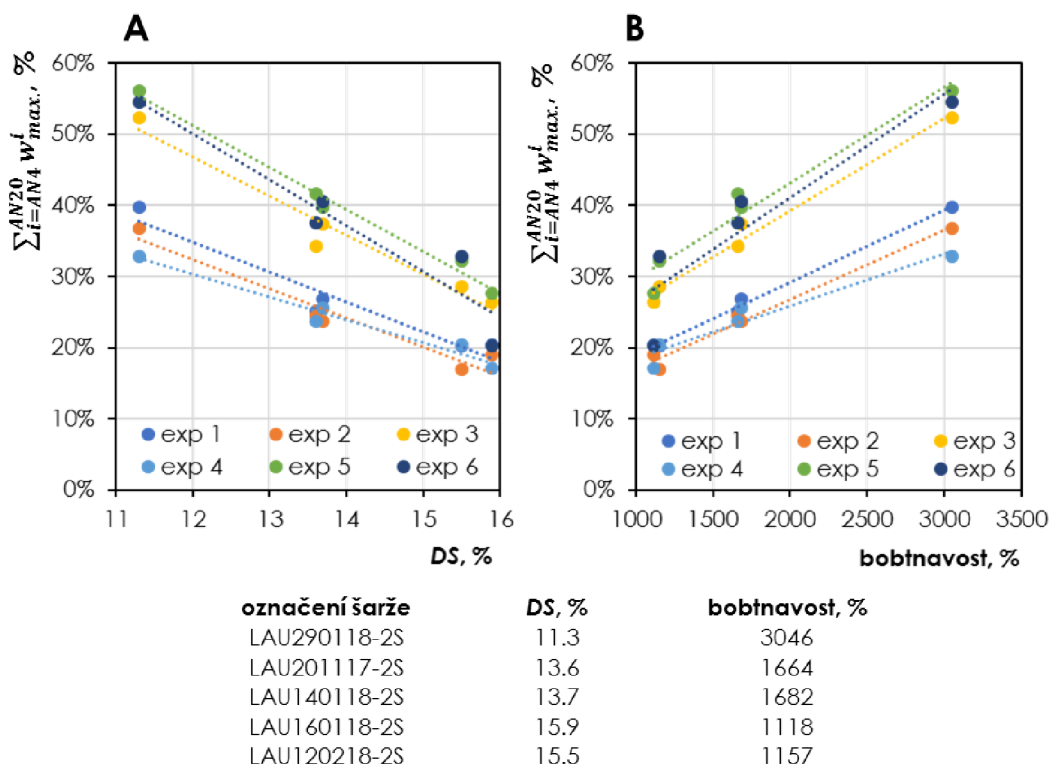 A
B
∑_{i=AN4}^{AN20} w^i_{max.}, %
60%
50%
40%
30%
20%
10%
0%
exp 1 exp 2 exp 3
exp 4 exp 5 exp 6
11 12 13 14 15 16
DS, %
∑_{i=AN4}^{AN20} w^i_{max.}, %
60%
50%
40%
30%
20%
10%
0%
exp 1 exp 2 exp 3
exp 4 exp 5 exp 6
1000 1500 2000 2500 3000 3500
bobtnavost, %
označení šarže DS, % bobtnavost, %
LAU290118-2S 11.3 3046
LAU201117-2S 13.6 1664
LAU140118-2S 13.7 1682
LAU160118-2S 15.9 1118
LAU120218-2S 15.5 1157